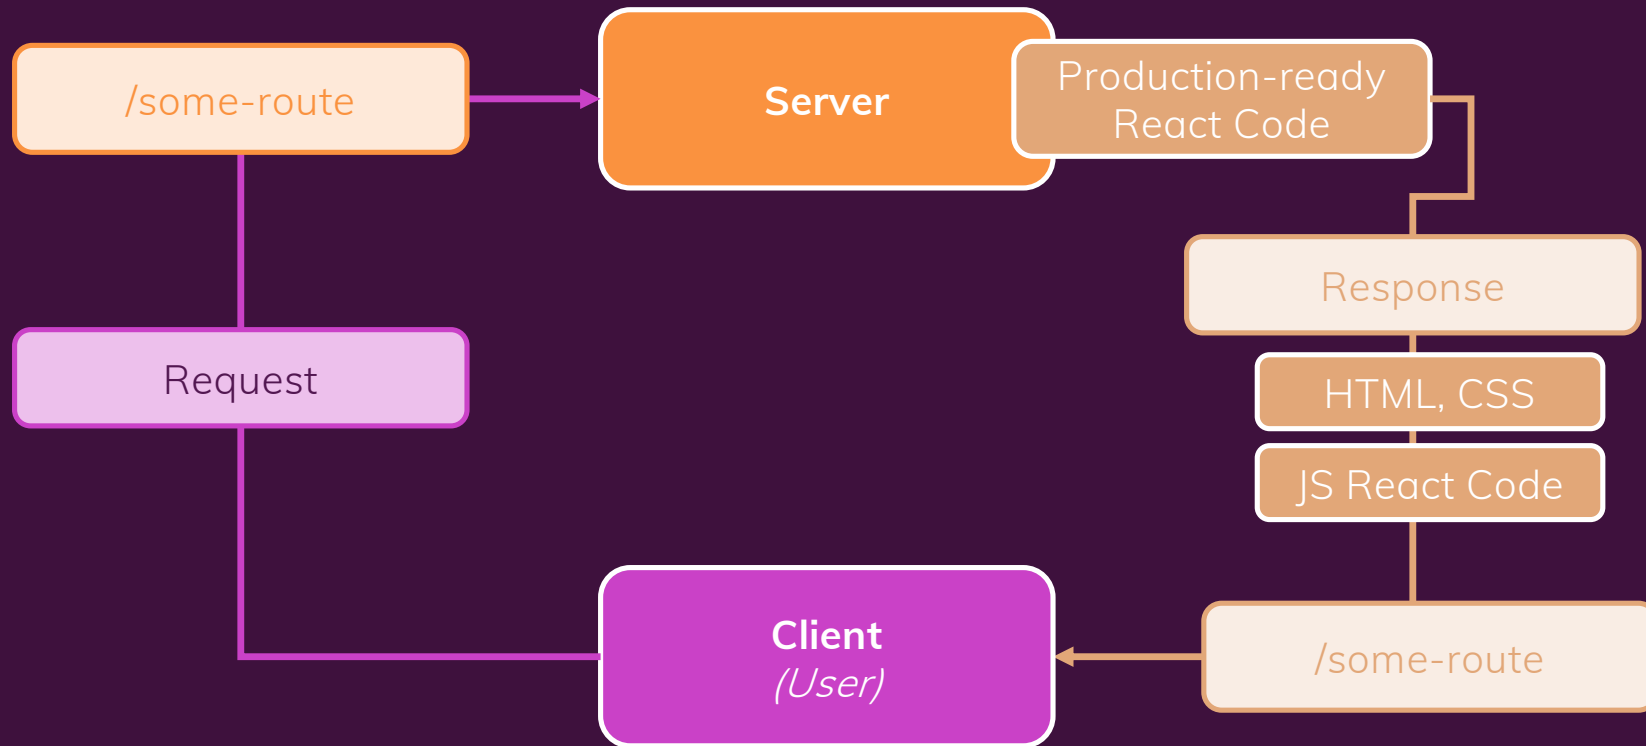 /some-route
Server
Production-ready
React Code
Response
Request
HTML, CSS
JS React Code
Client
(User)
/some-route